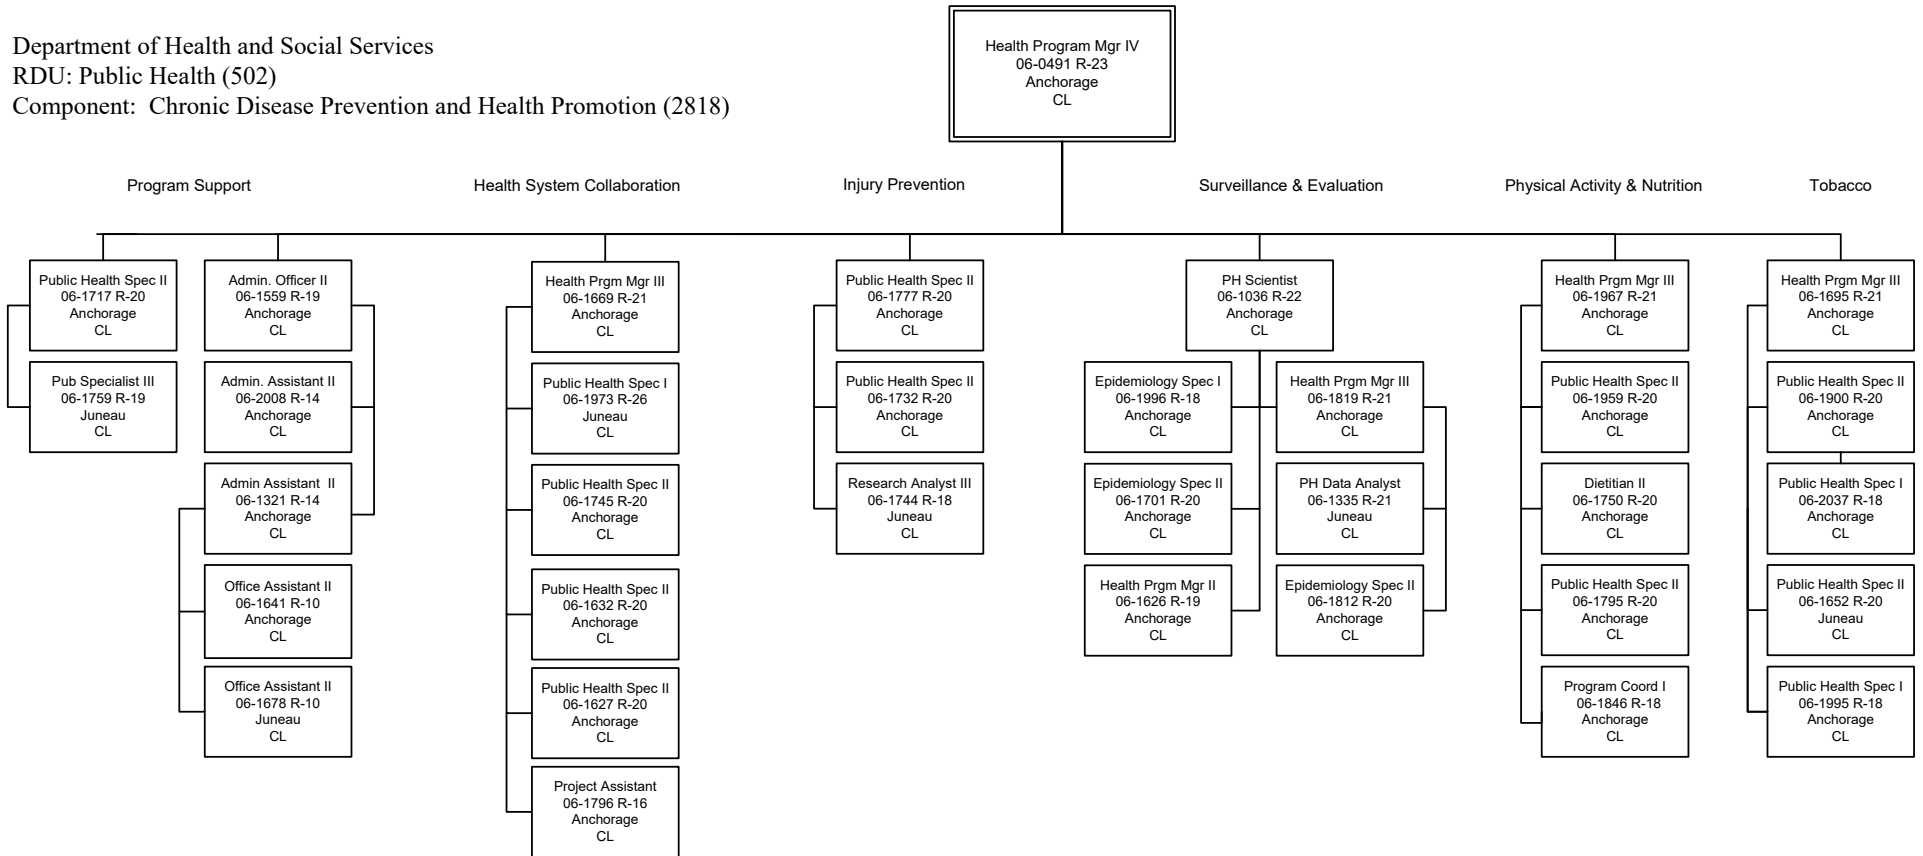 Department of Health and Social Services
RDU: Public Health (502)
Component: Chronic Disease Prevention and Health Promotion (2818)
Health Program Mgr IV
06-0491 R-23
Anchorage
CL
Program Support
Health System Collaboration
Injury Prevention
Surveillance & Evaluation
Physical Activity & Nutrition
Tobacco
Public Health Spec II
06-1717 R-20
Anchorage
CL
Pub Specialist III
06-1759 R-19
Juneau
CL
Admin. Officer II
06-1559 R-19
Anchorage
CL
Admin. Assistant II
06-2008 R-14
Anchorage
CL
Admin Assistant II
06-1321 R-14
Anchorage
CL
Office Assistant II
06-1641 R-10
Anchorage
CL
Office Assistant II
06-1678 R-10
Juneau
CL
Health Prgm Mgr III
06-1669 R-21
Anchorage
CL
Public Health Spec I
06-1973 R-26
Juneau
CL
Public Health Spec II
06-1745 R-20
Anchorage
CL
Public Health Spec II
06-1632 R-20
Anchorage
CL
Public Health Spec II
06-1627 R-20
Anchorage
CL
Project Assistant
06-1796 R-16
Anchorage
CL
Public Health Spec II
06-1777 R-20
Anchorage
CL
Public Health Spec II
06-1732 R-20
Anchorage
CL
Research Analyst III
06-1744 R-18
Juneau
CL
PH Scientist
06-1036 R-22
Anchorage
CL
Epidemiology Spec I
06-1996 R-18
Anchorage
CL
Epidemiology Spec II
06-1701 R-20
Anchorage
CL
Health Prgm Mgr II
06-1626 R-19
Anchorage
CL
Health Prgm Mgr III
06-1819 R-21
Anchorage
CL
PH Data Analyst
06-1335 R-21
Juneau
CL
Epidemiology Spec II
06-1812 R-20
Anchorage
CL
Health Prgm Mgr III
06-1967 R-21
Anchorage
CL
Public Health Spec II
06-1959 R-20
Anchorage
CL
Dietitian II
06-1750 R-20
Anchorage
CL
Public Health Spec II
06-1795 R-20
Anchorage
CL
Program Coord I
06-1846 R-18
Anchorage
CL
Health Prgm Mgr III
06-1695 R-21
Anchorage
CL
Public Health Spec II
06-1900 R-20
Anchorage
CL
Public Health Spec I
06-2037 R-18
Anchorage
CL
Public Health Spec II
06-1652 R-20
Juneau
CL
Public Health Spec I
06-1995 R-18
Anchorage
CL